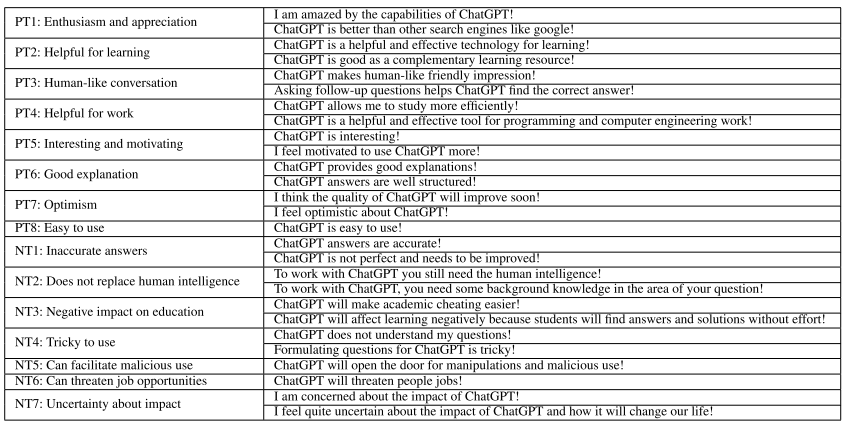 PT1: Enthusiasm and appreciation
I am amazed by the capabilities of ChatGPT!
ChatGPT is better than other search engines like google!
PT2: Helpful for learning
ChatGPT is a helpful and effective technology for learning!
ChatGPT is good as a complementary learning resource!
PT3: Human-like conversation
ChatGPT makes human-like friendly impression!
Asking follow-up questions helps ChatGPT find the correct answer!
PT4: Helpful for work
ChatGPT allows me to study more efficiently!
ChatGPT is a helpful and effective tool for programming and computer engineering work!
PT5: Interesting and motivating
ChatGPT is interesting!
I feel motivated to use ChatGPT more!
PT6: Good explanation
ChatGPT provides good explanations!
ChatGPT answers are well structured!
PT7: Optimism
I think the quality of ChatGPT will improve soon!
I feel optimistic about ChatGPT!
PT8: Easy to use
ChatGPT is easy to use!
NT1: Inaccurate answers
ChatGPT answers are accurate!
ChatGPT is not perfect and needs to be improved!
NT2: Does not replace human intelligence
To work with ChatGPT you still need the human intelligence!
To work with ChatGPT, you need some background knowledge in the area of your question!
NT3: Negative impact on education
ChatGPT will make academic cheating easier!
ChatGPT will affect learning negatively because students will find answers and solutions without effort!
NT4: Tricky to use
ChatGPT does not understand my questions!
Formulating questions for ChatGPT is tricky!
NT5: Can facilitate malicious use
ChatGPT will open the door for manipulations and malicious use!
NT6: Can threaten job opportunities
ChatGPT will threaten people jobs!
NT7: Uncertainty about impact
I am concerned about the impact of ChatGPT!
I feel quite uncertain about the impact of ChatGPT and how it will change our life!